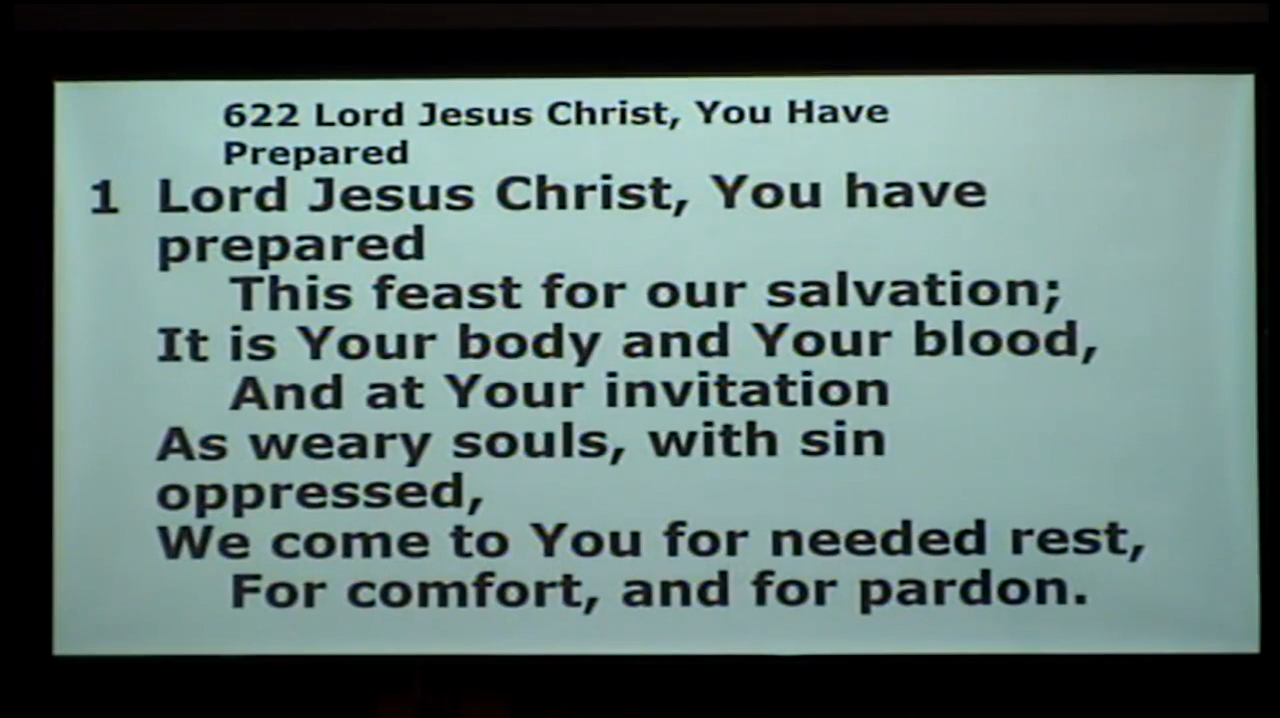 622 Lord Jesus Christ, You Have
Prepared
1 Lord Jesus Christ, You have
prepared
This feast for our salvation;
It is Your body and Your blood,
And at Your invitation
As weary souls, with sin
oppressed,
We come to You for needed rest,
For comfort, and for pardon.